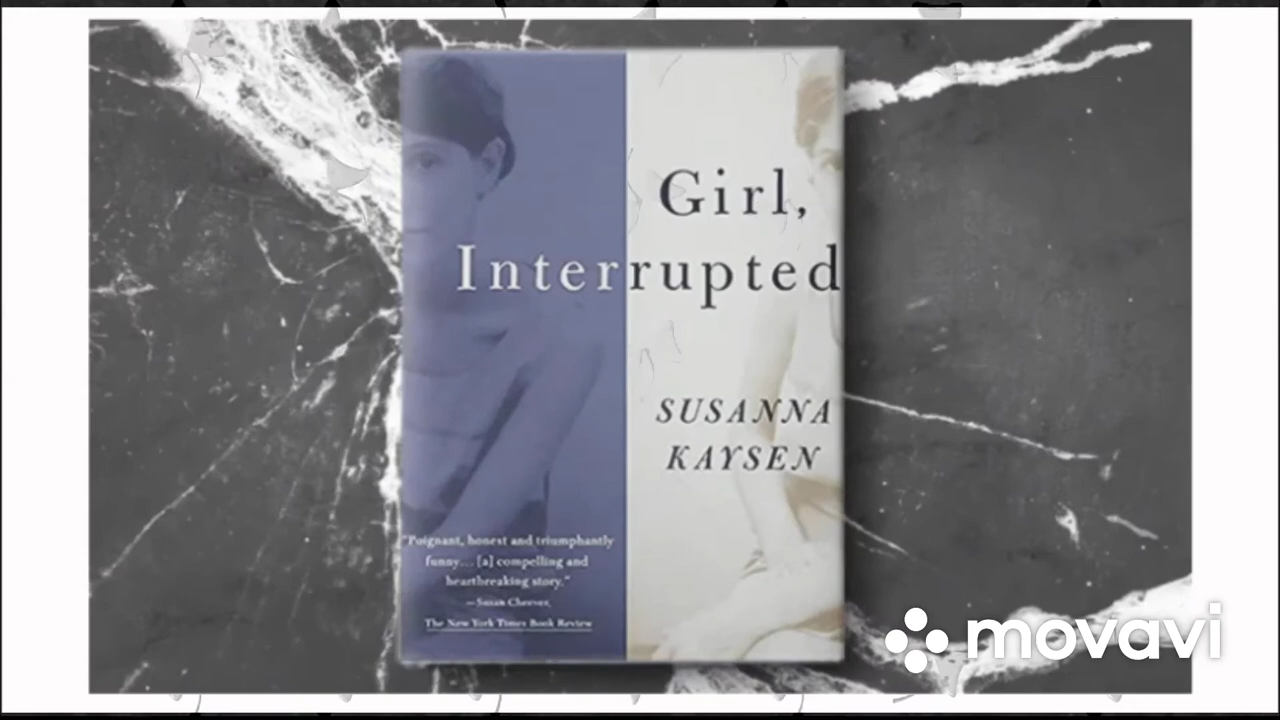 Girl,
Interrupted
SUSANNA
KAYSEN
"Poignant, honest and triumphantly
funny... [a] compelling and
heartbreaking story."
—Susan Cheever,
The New York Times Book Review
movavi